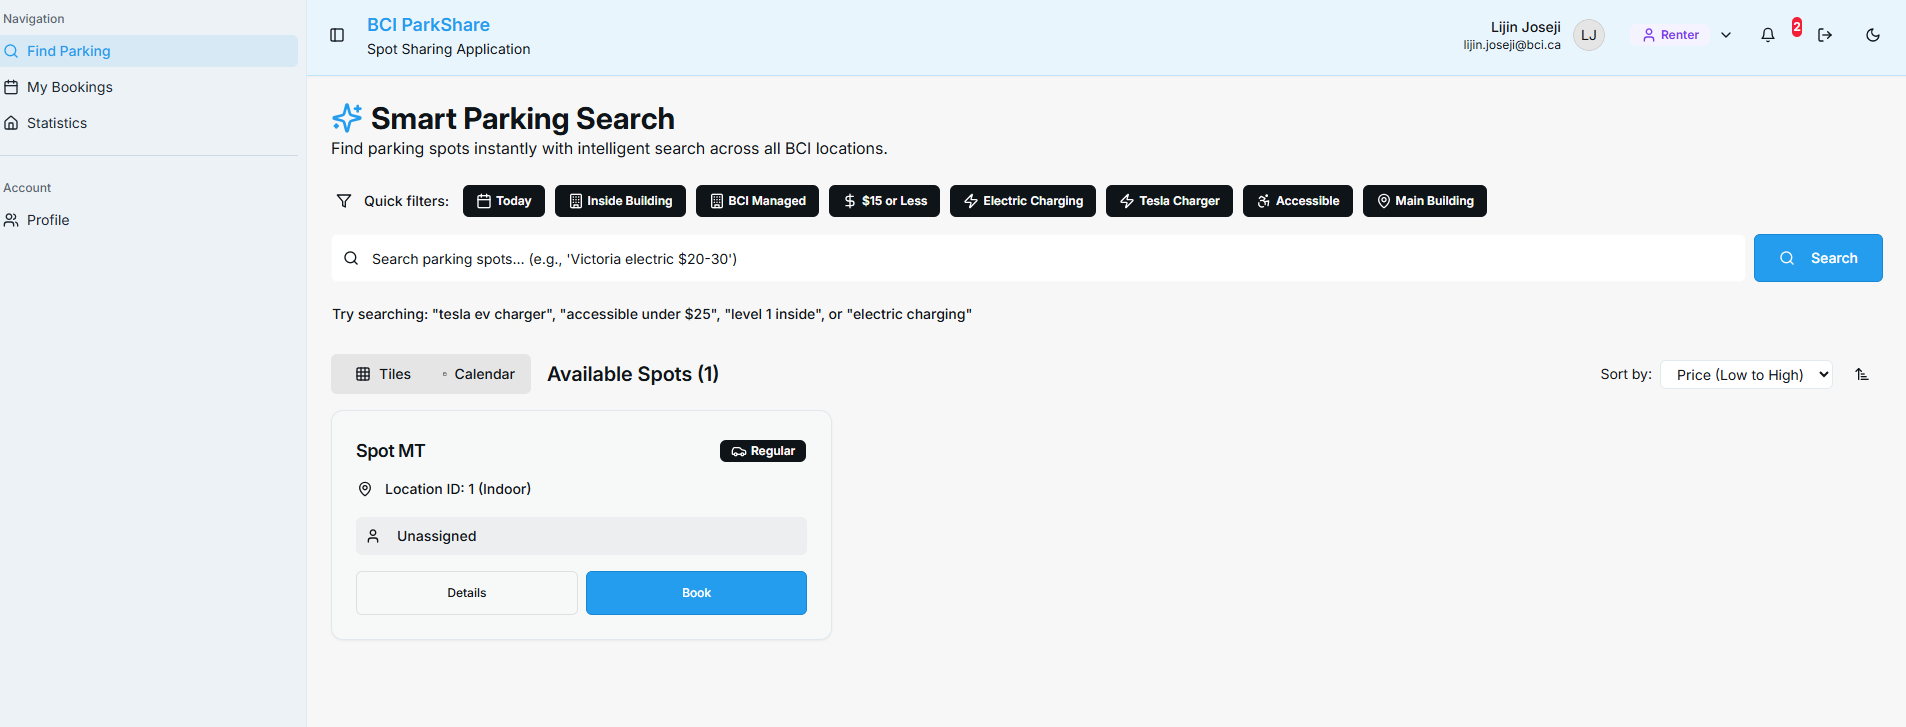 Navigation
Find Parking
My Bookings
Statistics
Account
Profile
BCI ParkShare
Spot Sharing Application
Lijin Joseji
lijin.joseji@bci.ca
LJ
Renter
2
Smart Parking Search
Find parking spots instantly with intelligent search across all BCI locations.
Quick filters: Today Inside Building BCI Managed $15 or Less Electric Charging Tesla Charger Accessible Main Building
Search parking spots... (e.g., 'Victoria electric $20-30')
Search
Try searching: "tesla ev charger", "accessible under $25", "level 1 inside", or "electric charging"
Tiles Calendar Available Spots (1)
Sort by: Price (Low to High)
Spot MT
Regular
Location ID: 1 (Indoor)
Unassigned
Details Book